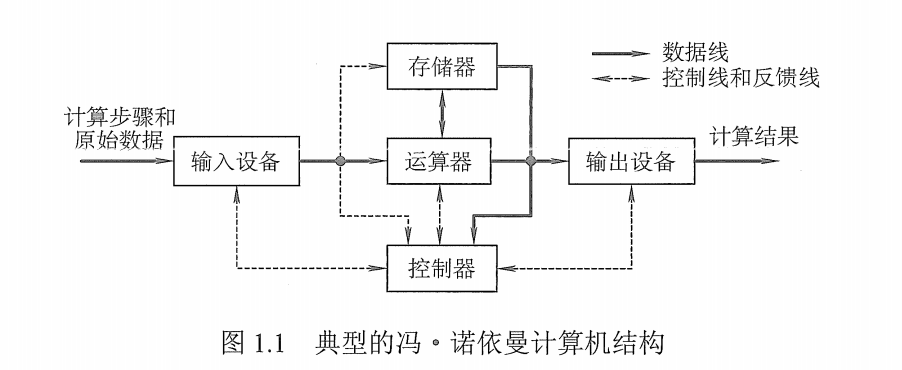 存储器
数据线
控制线和反馈线
计算步骤和
原始数据
输入设备
运算器
输出设备
计算结果
控制器
图 1.1 典型的冯·诺依曼计算机结构